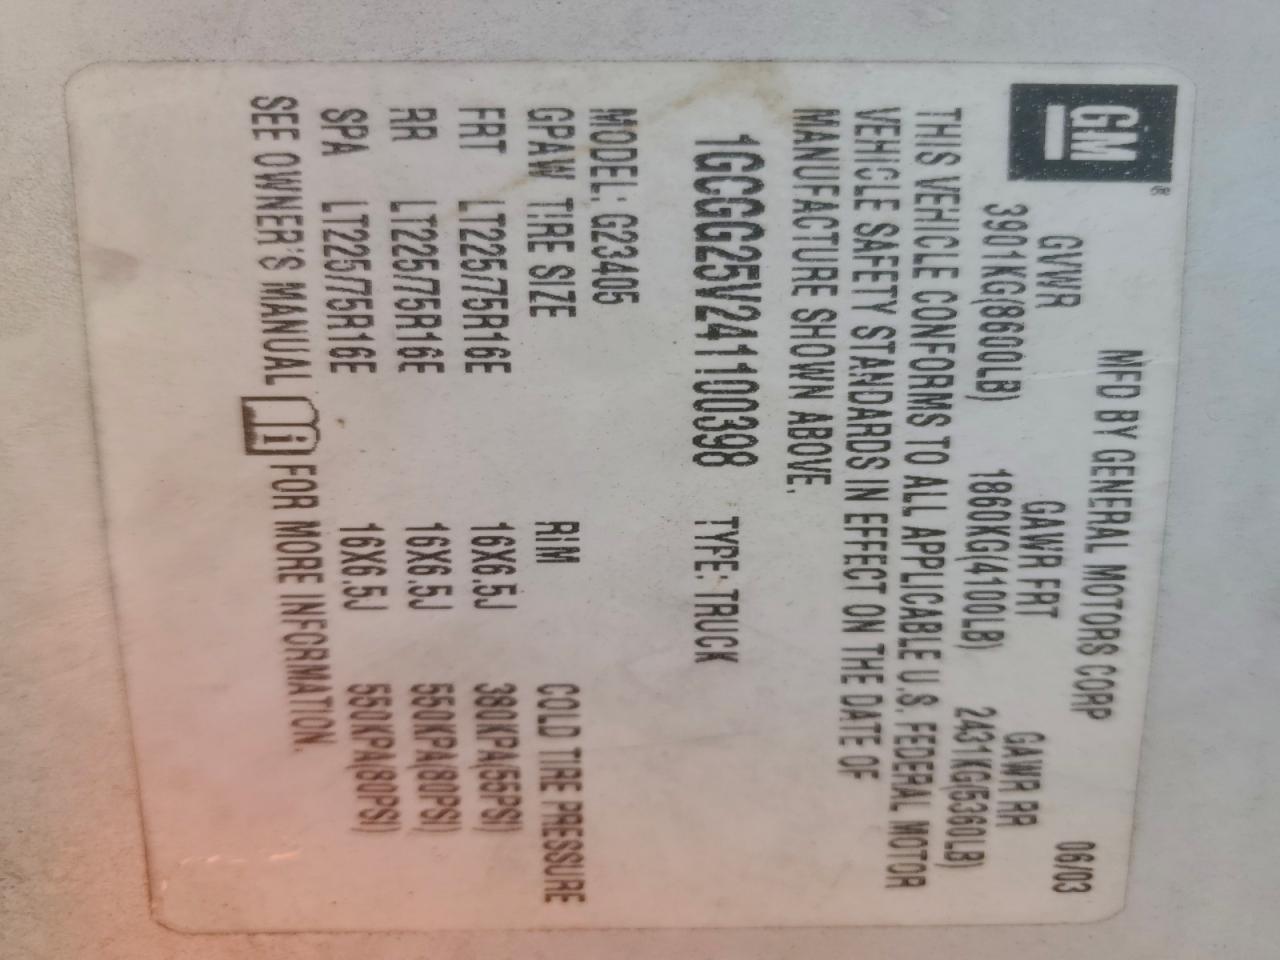 GM®
MFD BY GENERAL MOTORS CORP 06/03
GVWR GAWR FRT GAWR RR
3901KG(8600LB) 1860KG(4100LB) 2431KG(5360LB)
THIS VEHICLE CONFORMS TO ALL APPLICABLE U.S. FEDERAL MOTOR
VEHICLE SAFETY STANDARDS IN EFFECT ON THE DATE OF
MANUFACTURE SHOWN ABOVE.
1GCGG25V241100398 TYPE: TRUCK
MODEL: G23405
GPAW TIRE SIZE RIM COLD TIRE PRESSURE
FRT LT225/75R16E 16X6.5J 380KPA(55PSI)
RR LT225/75R16E 16X6.5J 550KPA(80PSI)
SPA LT225/75R16E 16X6.5J 550KPA(80PSI)
SEE OWNER'S MANUAL i FOR MORE INFORMATION.